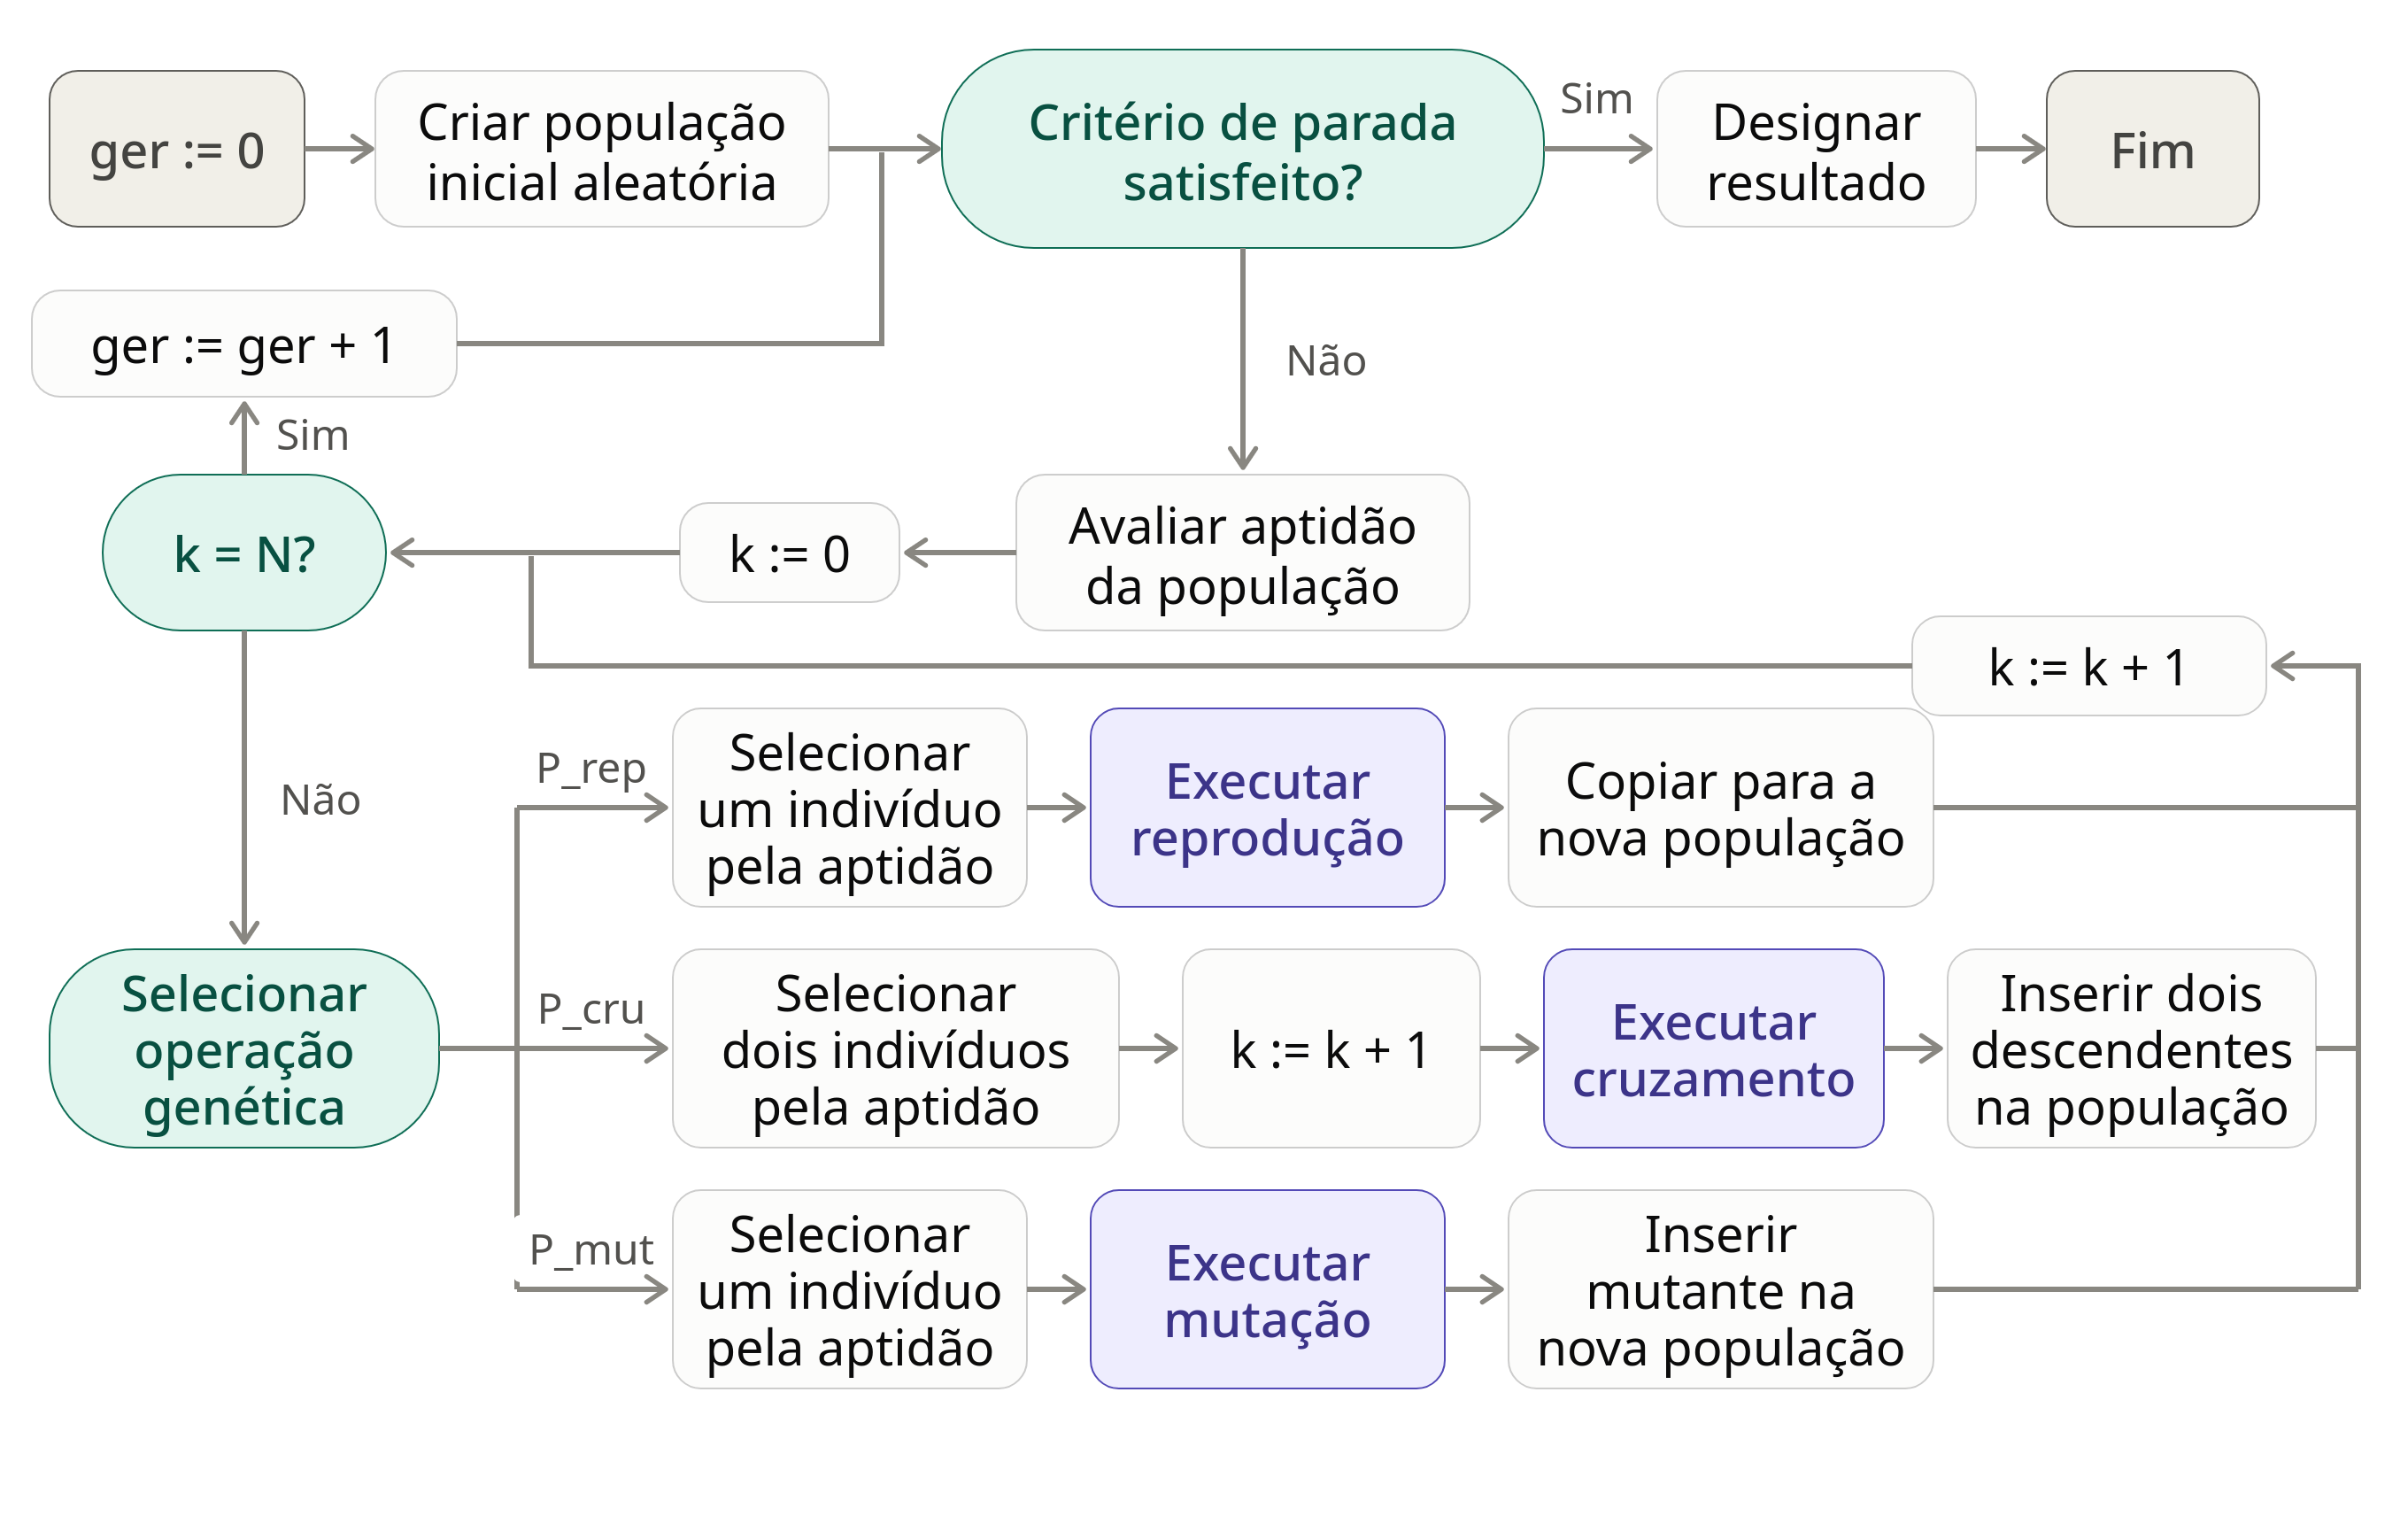 ger := 0
Criar população
inicial aleatória
Critério de parada
satisfeito?
Sim
Designar
resultado
Fim
ger := ger + 1
Não
Sim
k = N?
k := 0
Avaliar aptidão
da população
k := k + 1
Não
P_rep
Selecionar
um indivíduo
pela aptidão
Executar
reprodução
Copiar para a
nova população
Selecionar
operação
genética
P_cru
Selecionar
dois indivíduos
pela aptidão
k := k + 1
Executar
cruzamento
Inserir dois
descendentes
na população
P_mut
Selecionar
um indivíduo
pela aptidão
Executar
mutação
Inserir
mutante na
nova população